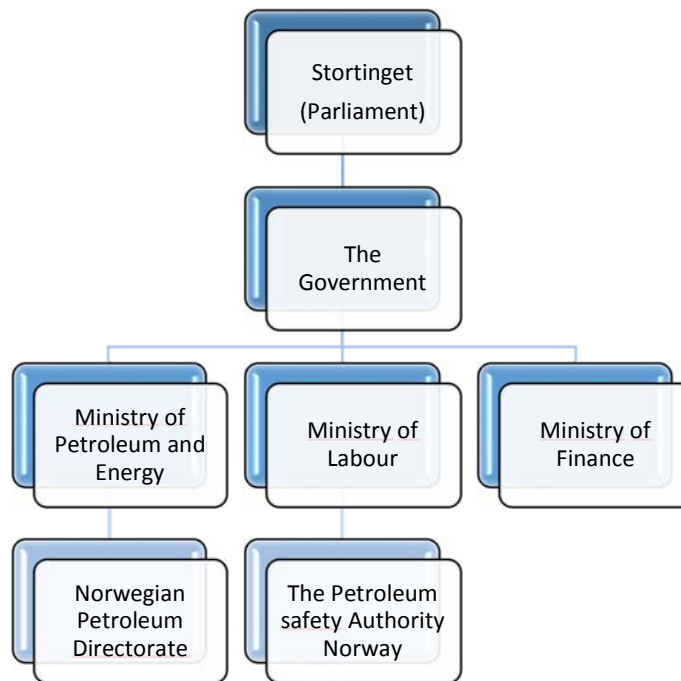 Stortinget
(Parliament)
The
Government
Ministry of
Petroleum and
Energy
Ministry of
Labour
Ministry of
Finance
Norwegian
Petroleum
Directorate
The Petroleum
safety Authority
Norway